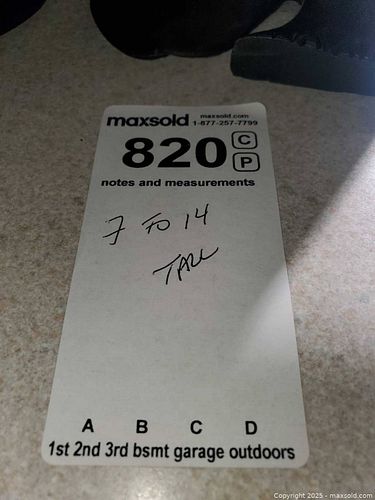 maxsold maxsold.com
1-877-257-7799
820 C
P
notes and measurements
7 TO 14
TALL
A B C D
1st 2nd 3rd bsmt garage outdoors
Copyright 2025 - maxsold.com